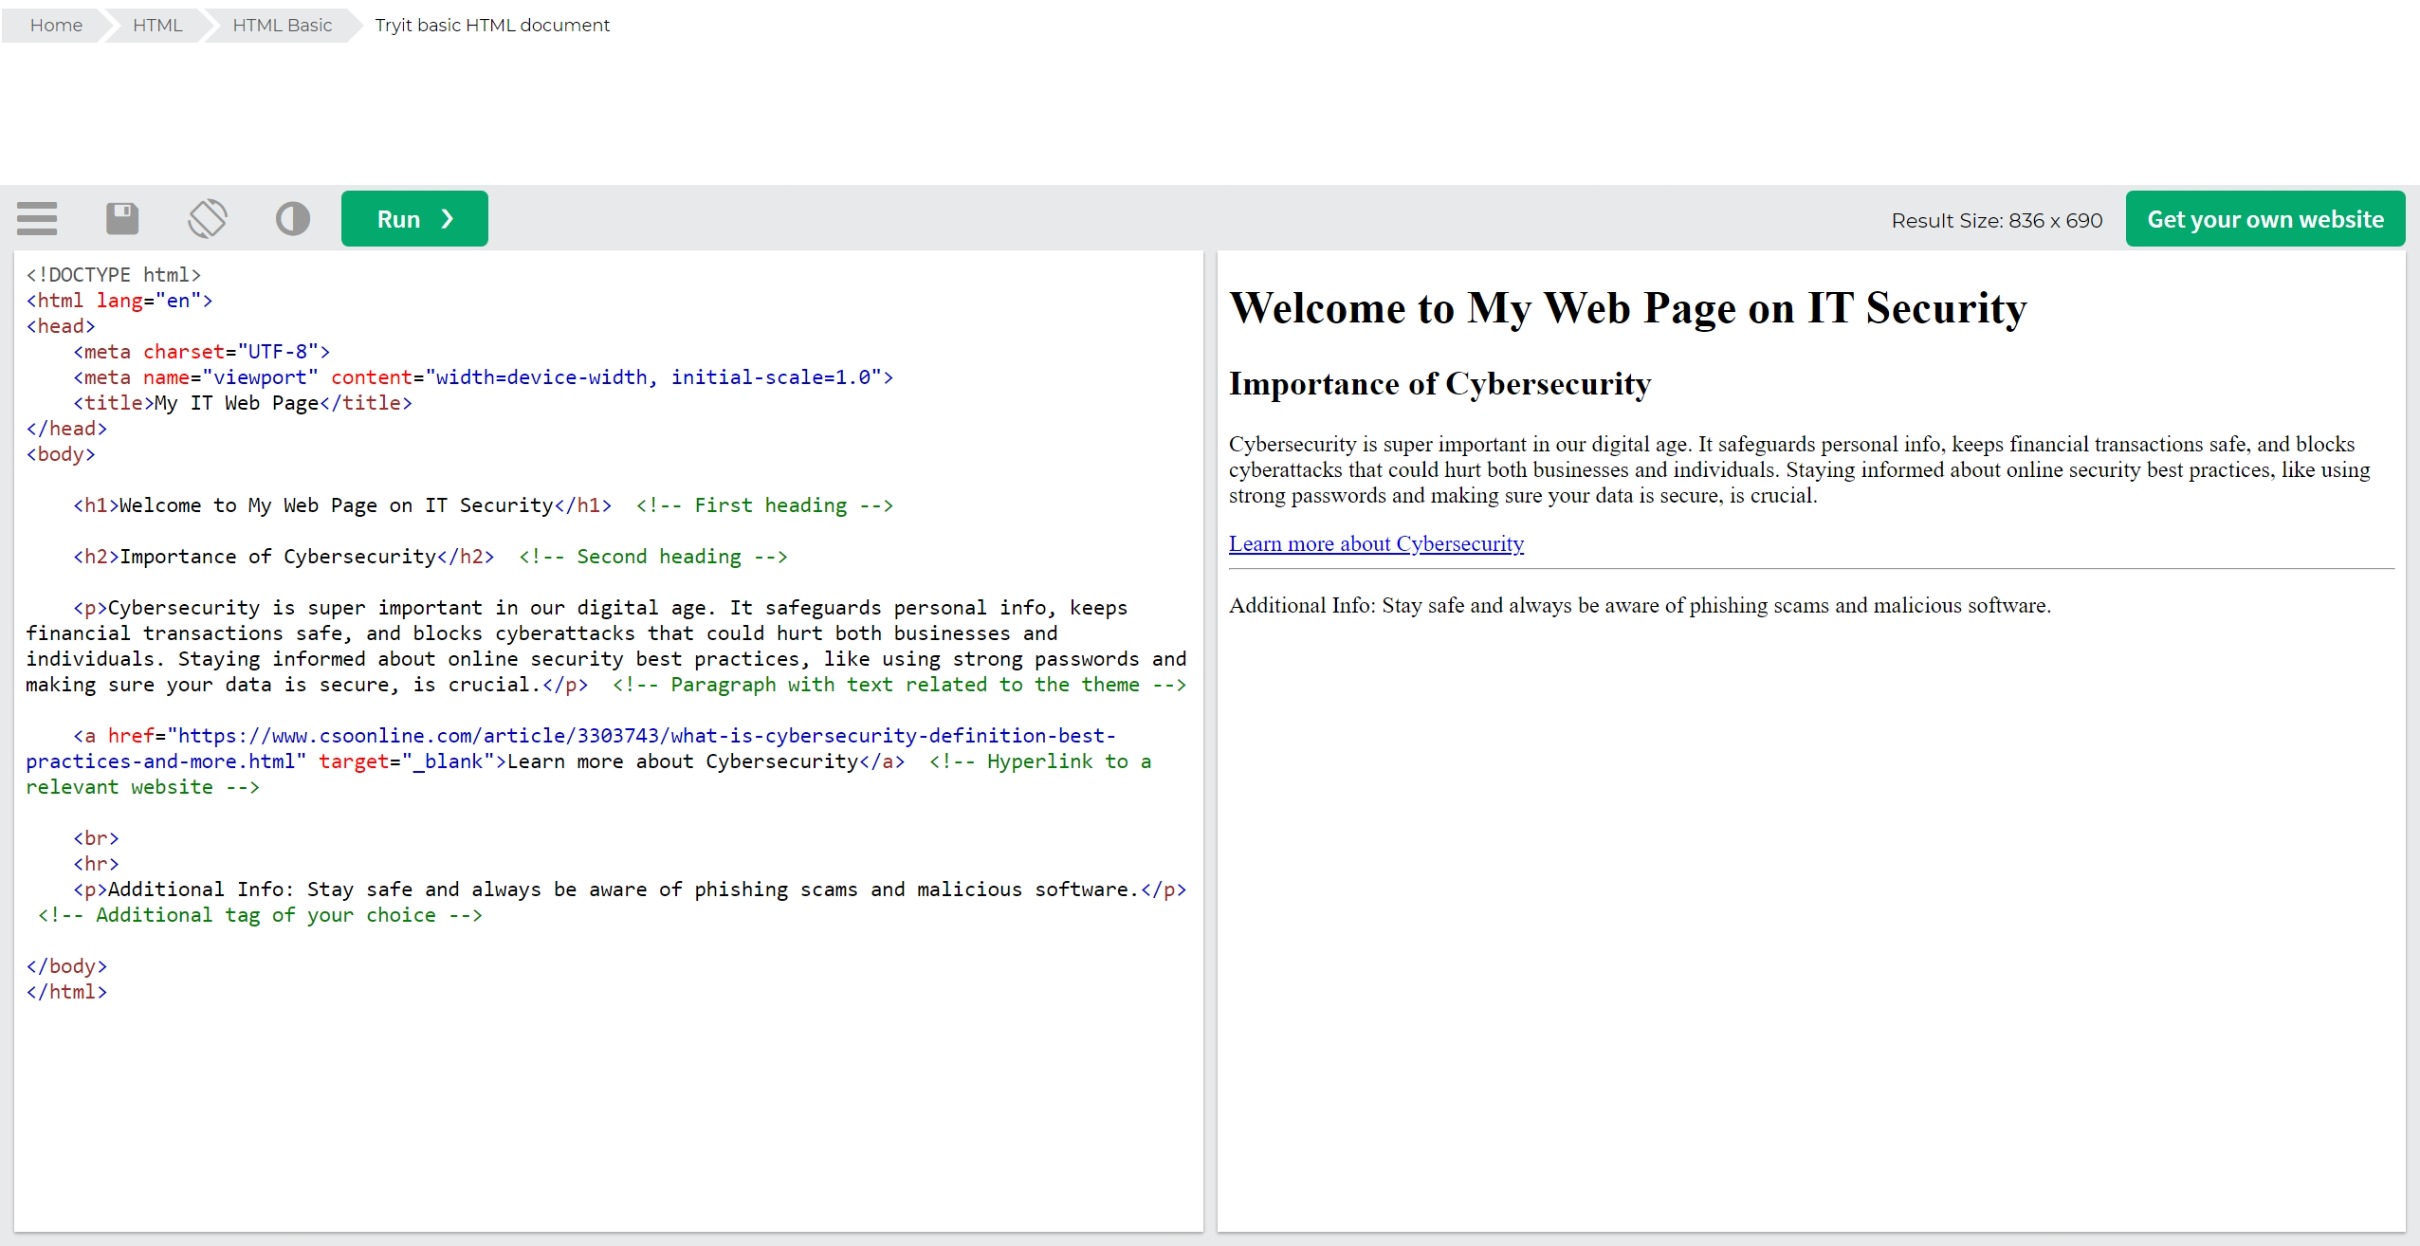 Home HTML HTML Basic Tryit basic HTML document
Run ❯ Result Size: 836 x 690 Get your own website
<!DOCTYPE html>
<html lang="en">
<head>
    <meta charset="UTF-8">
    <meta name="viewport" content="width=device-width, initial-scale=1.0">
    <title>My IT Web Page</title>
</head>
<body>
    <h1>Welcome to My Web Page on IT Security</h1>  <!-- First heading -->
    <h2>Importance of Cybersecurity</h2>  <!-- Second heading -->
    <p>Cybersecurity is super important in our digital age. It safeguards personal info, keeps
financial transactions safe, and blocks cyberattacks that could hurt both businesses and
individuals. Staying informed about online security best practices, like using strong passwords and
making sure your data is secure, is crucial.</p>  <!-- Paragraph with text related to the theme -->
    <a href="https://www.csoonline.com/article/3303743/what-is-cybersecurity-definition-best-
practices-and-more.html" target="_blank">Learn more about Cybersecurity</a>  <!-- Hyperlink to a
relevant website -->
    <br>
    <hr>
    <p>Additional Info: Stay safe and always be aware of phishing scams and malicious software.</p>
 <!-- Additional tag of your choice -->
</body>
</html>
Welcome to My Web Page on IT Security
Importance of Cybersecurity
Cybersecurity is super important in our digital age. It safeguards personal info, keeps financial transactions safe, and blocks
cyberattacks that could hurt both businesses and individuals. Staying informed about online security best practices, like using
strong passwords and making sure your data is secure, is crucial.
Learn more about Cybersecurity
Additional Info: Stay safe and always be aware of phishing scams and malicious software.